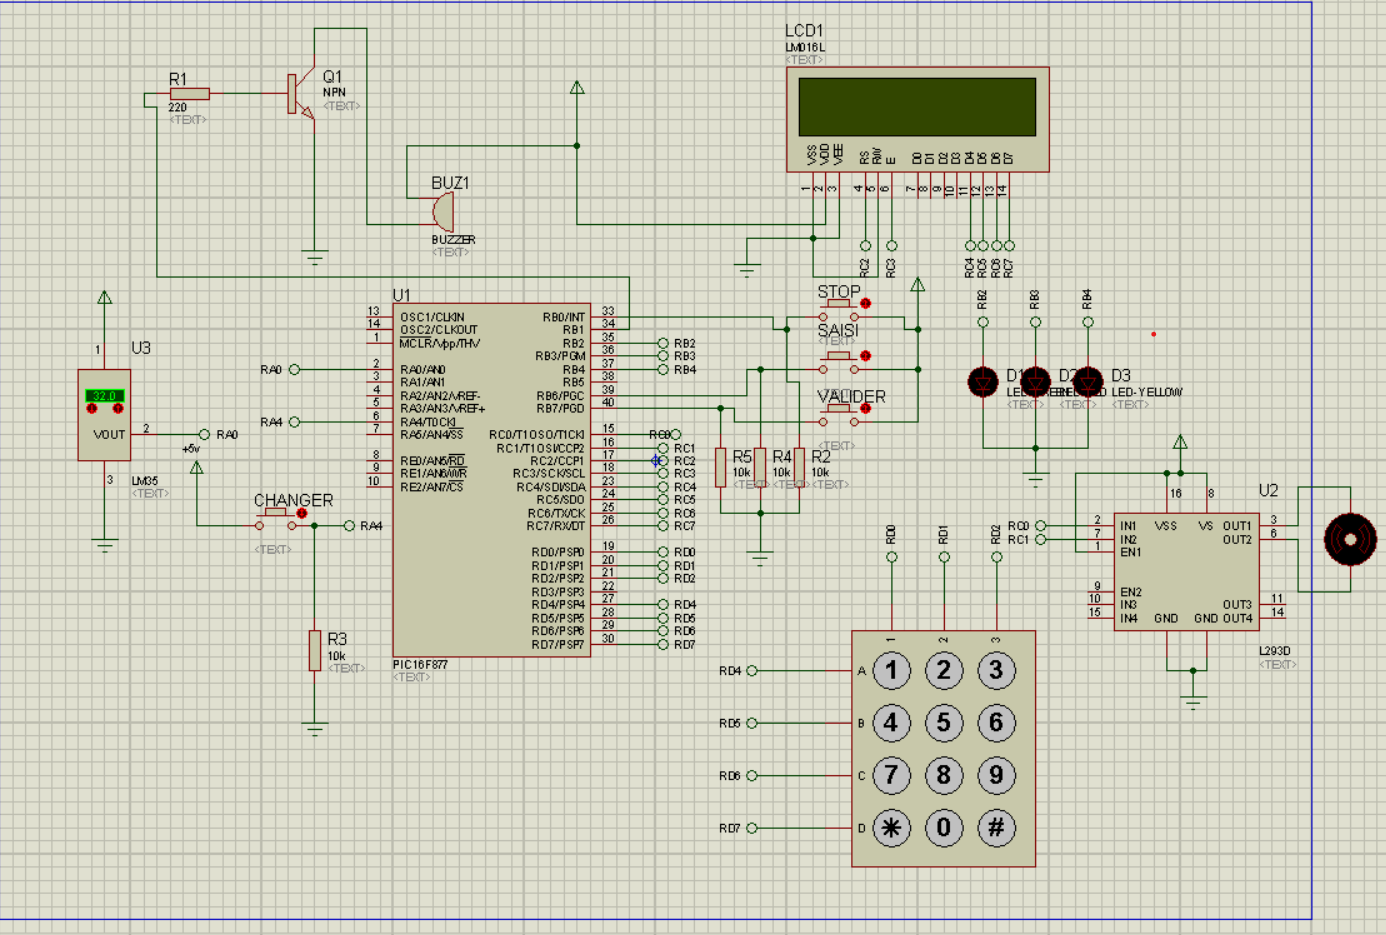 LCD1
LM016L
<TEXT>
VSS
VDD
VEE
RS
RW
E
D0
D1
D2
D3
D4
D5
D6
D7
1
2
3
4
5
6
7
8
9
10
11
12
13
14
RC2
RC3
RC4
RC5
RC6
RC7
R1
220
<TEXT>
Q1
NPN
<TEXT>
BUZ1
BUZZER
<TEXT>
U3
1
32.0
VOUT
2
3
LM35
<TEXT>
RA0
+5v
CHANGER
<TEXT>
RA4
R3
10k
<TEXT>
RA0
RA4
U1
13
OSC1/CLKIN
14
OSC2/CLKOUT
1
MCLR/Vpp/THV
2
RA0/AN0
3
RA1/AN1
4
RA2/AN2/VREF-
5
RA3/AN3/VREF+
6
RA4/T0CKI
7
RA5/AN4/SS
8
RE0/AN5/RD
9
RE1/AN6/WR
10
RE2/AN7/CS
RB0/INT 33
RB1 34
RB2 35 RB2
RB3/PGM 36 RB3
RB4 37 RB4
RB5 38
RB6/PGC 39
RB7/PGD 40
RC0/T1OSO/T1CKI 15 RC0
RC1/T1OSI/CCP2 16 RC1
RC2/CCP1 17 RC2
RC3/SCK/SCL 18 RC3
RC4/SDI/SDA 23 RC4
RC5/SDO 24 RC5
RC6/TX/CK 25 RC6
RC7/RX/DT 26 RC7
RD0/PSP0 19 RD0
RD1/PSP1 20 RD1
RD2/PSP2 21 RD2
RD3/PSP3 22
RD4/PSP4 27 RD4
RD5/PSP5 28 RD5
RD6/PSP6 29 RD6
RD7/PSP7 30 RD7
PIC16F877
<TEXT>
STOP
SAISI
VALIDER
<TEXT>
R5
10k
<TEXT>
R4
10k
<TEXT>
R2
10k
<TEXT>
RB2
RB3
RB4
D1
<TEXT>
<TEXT>
D3
LED-YELLOW
<TEXT>
U2
16
8
RC0 2 IN1
RC1 7 IN2
1 EN1
9 EN2
10 IN3
15 IN4
VSS
VS
OUT1 3
OUT2 6
OUT3 11
OUT4 14
GND
GND
L293D
<TEXT>
RD0
RD1
RD2
1
2
3
RD4 A 1 2 3
RD5 B 4 5 6
RD6 C 7 8 9
RD7 D * 0 #